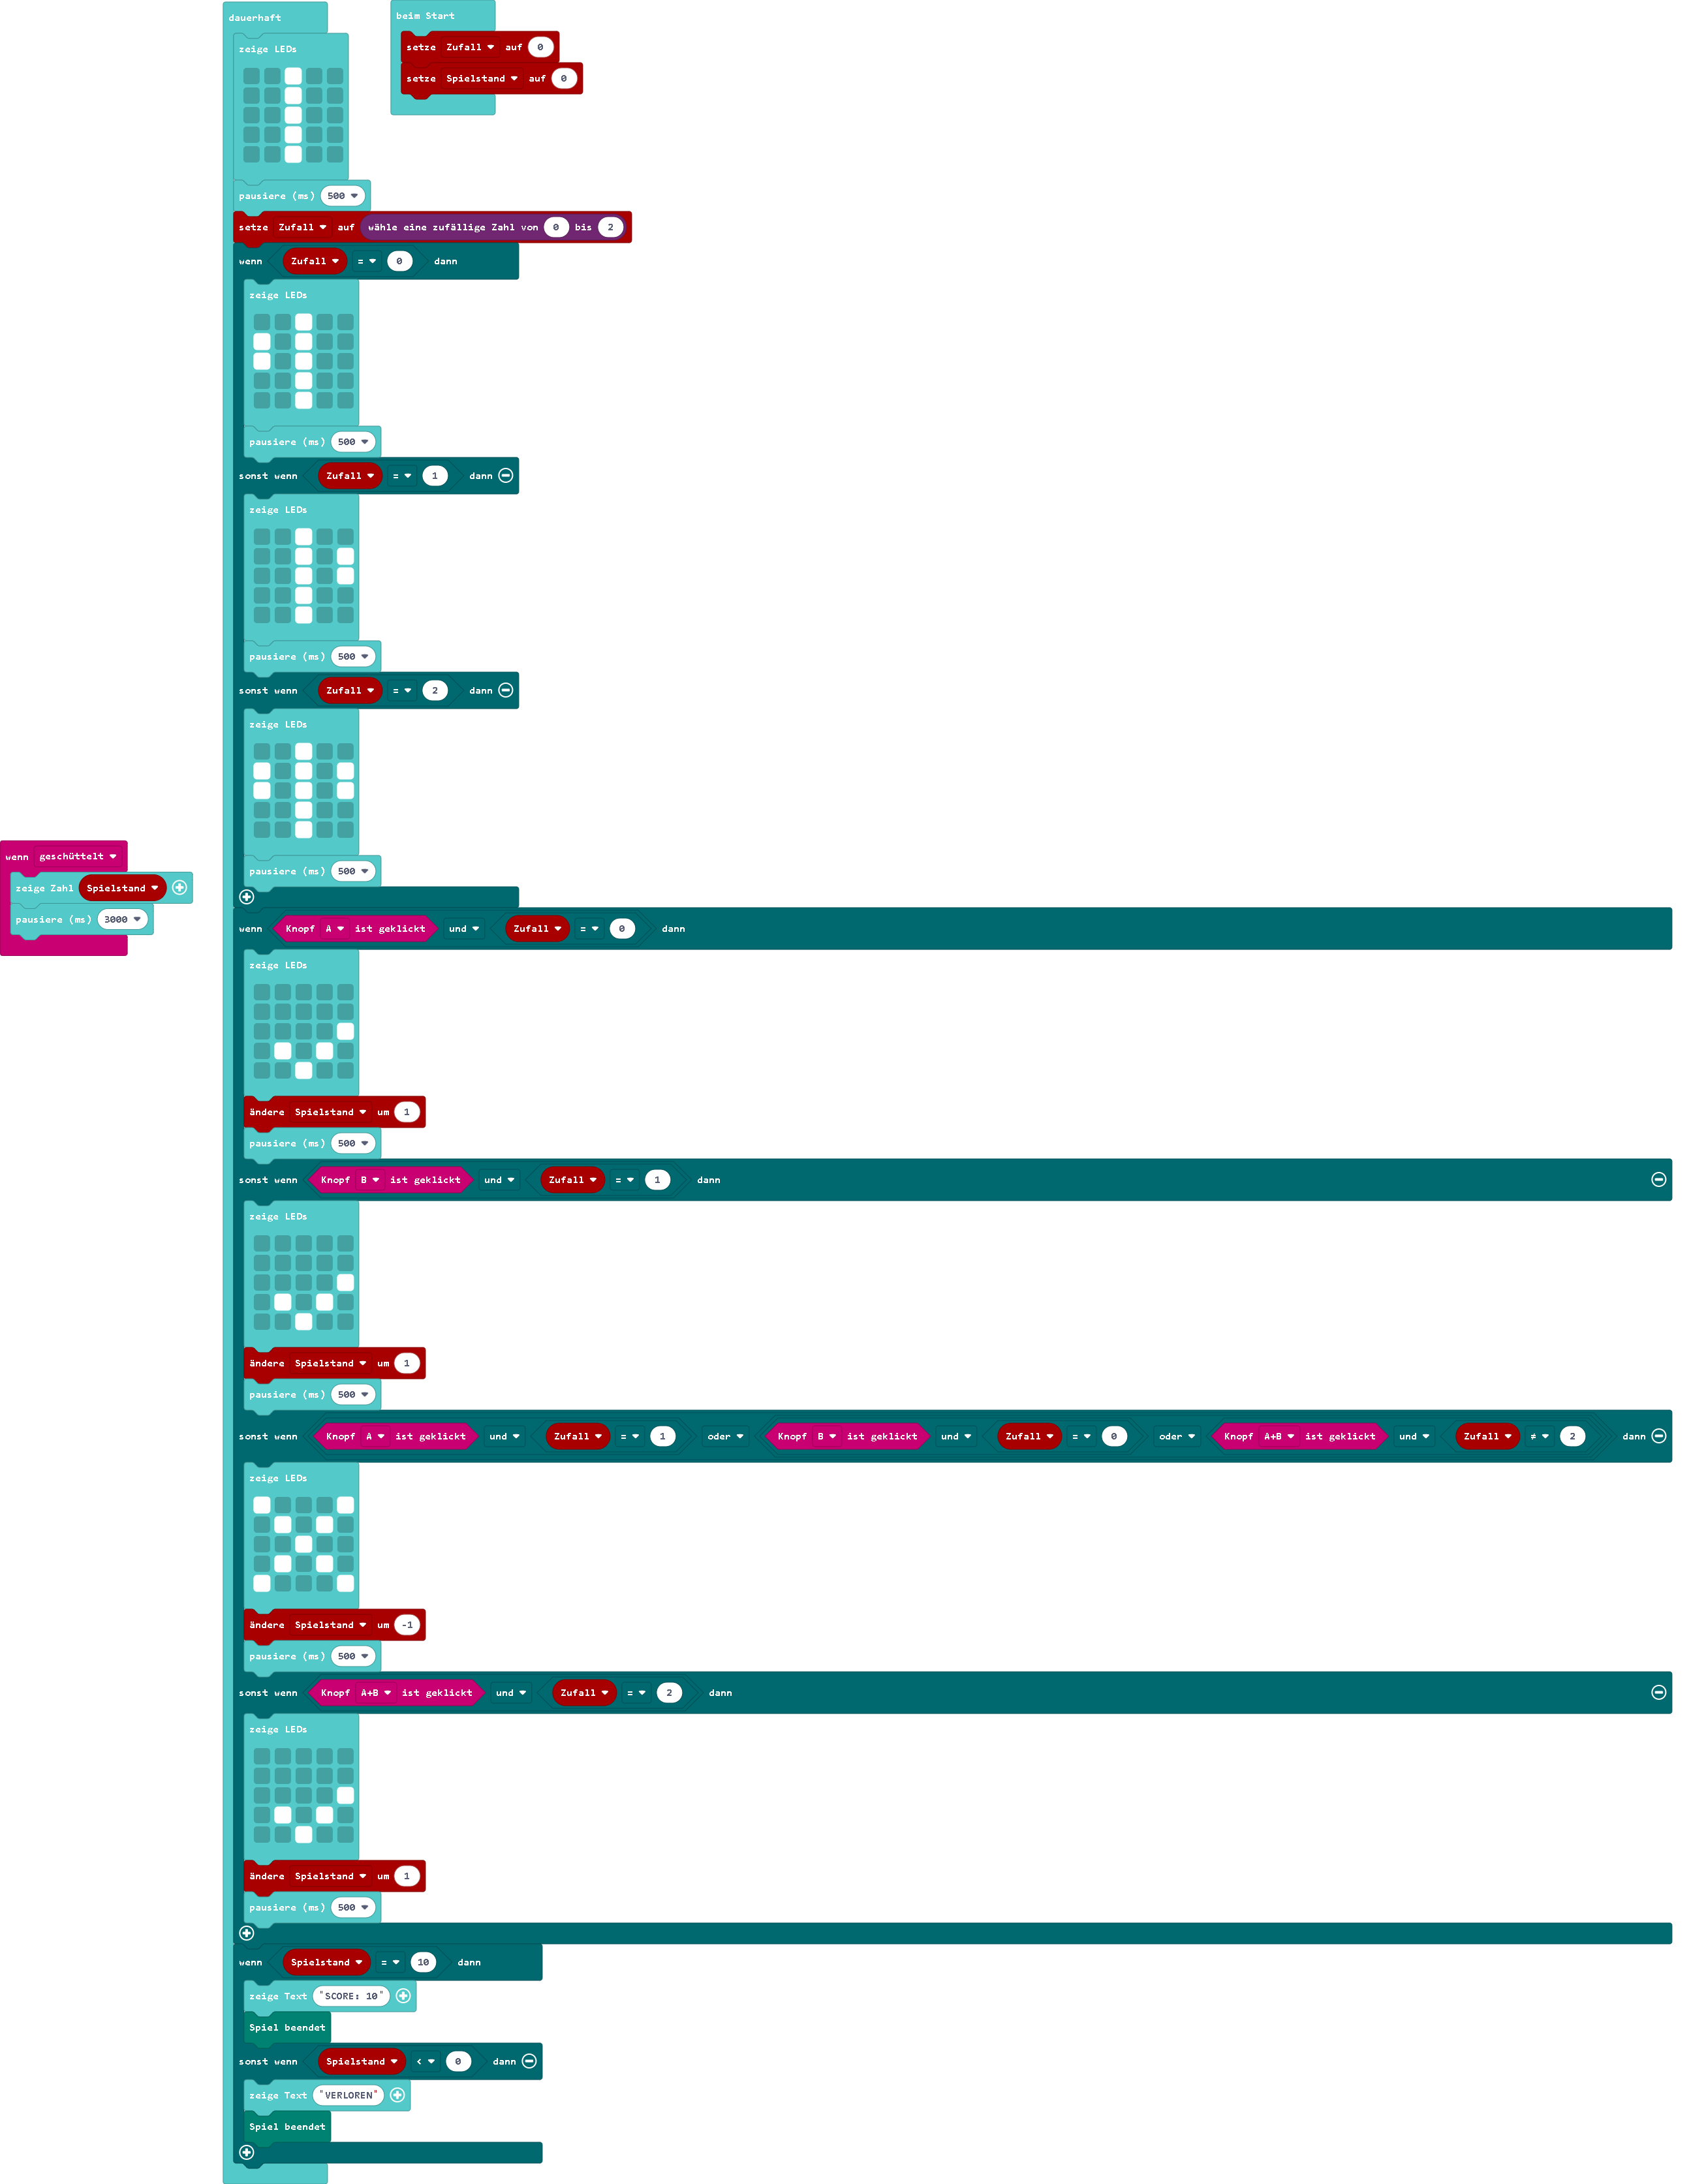 dauerhaft
zeige LEDs
pausiere (ms) 500
setze Zufall auf wähle eine zufällige Zahl von 0 bis 2
wenn Zufall = 0 dann
zeige LEDs
pausiere (ms) 500
sonst wenn Zufall = 1 dann
zeige LEDs
pausiere (ms) 500
sonst wenn Zufall = 2 dann
zeige LEDs
pausiere (ms) 500
wenn Knopf A ist geklickt und Zufall = 0 dann
zeige LEDs
ändere Spielstand um 1
pausiere (ms) 500
sonst wenn Knopf B ist geklickt und Zufall = 1 dann
zeige LEDs
ändere Spielstand um 1
pausiere (ms) 500
sonst wenn Knopf A ist geklickt und Zufall = 1 oder Knopf B ist geklickt und Zufall = 0 oder Knopf A+B ist geklickt und Zufall ≠ 2 dann
zeige LEDs
ändere Spielstand um -1
pausiere (ms) 500
sonst wenn Knopf A+B ist geklickt und Zufall = 2 dann
zeige LEDs
ändere Spielstand um 1
pausiere (ms) 500
wenn Spielstand = 10 dann
zeige Text "SCORE: 10"
Spiel beendet
sonst wenn Spielstand < 0 dann
zeige Text "VERLOREN"
Spiel beendet
beim Start
setze Zufall auf 0
setze Spielstand auf 0
wenn geschüttelt
zeige Zahl Spielstand
pausiere (ms) 3000